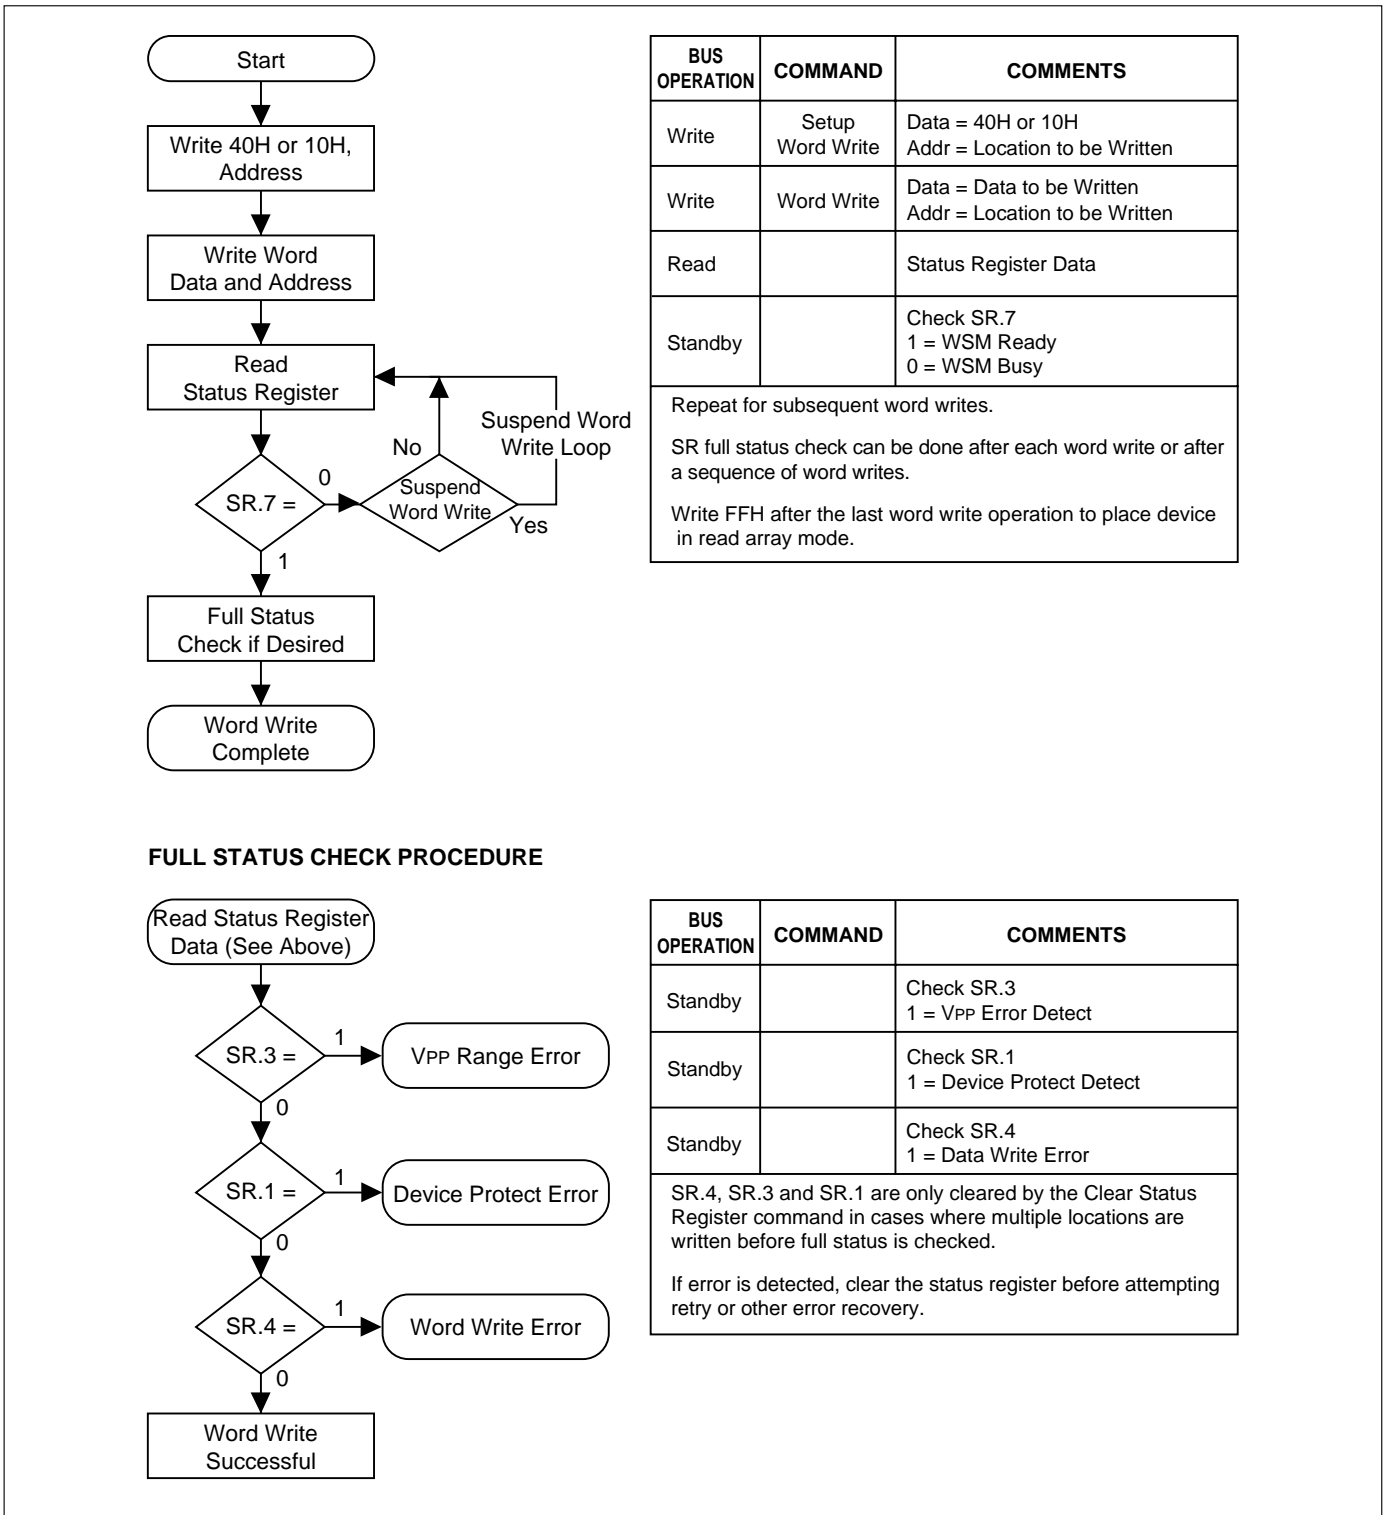 Start
Write 40H or 10H,
Address
Write Word
Data and Address
Read
Status Register
Suspend Word
Write Loop
No
0
SR.7 =
Suspend
Word Write
Yes
1
Full Status
Check if Desired
Word Write
Complete
BUS
OPERATION
COMMAND
COMMENTS
Write
Setup
Word Write
Data = 40H or 10H
Addr = Location to be Written
Write
Word Write
Data = Data to be Written
Addr = Location to be Written
Read
Status Register Data
Standby
Check SR.7
1 = WSM Ready
0 = WSM Busy
Repeat for subsequent word writes.
SR full status check can be done after each word write or after
a sequence of word writes.
Write FFH after the last word write operation to place device
in read array mode.
FULL STATUS CHECK PROCEDURE
Read Status Register
Data (See Above)
SR.3 =
1
VPP Range Error
0
SR.1 =
1
Device Protect Error
0
SR.4 =
1
Word Write Error
0
Word Write
Successful
BUS
OPERATION
COMMAND
COMMENTS
Standby
Check SR.3
1 = VPP Error Detect
Standby
Check SR.1
1 = Device Protect Detect
Standby
Check SR.4
1 = Data Write Error
SR.4, SR.3 and SR.1 are only cleared by the Clear Status
Register command in cases where multiple locations are
written before full status is checked.
If error is detected, clear the status register before attempting
retry or other error recovery.